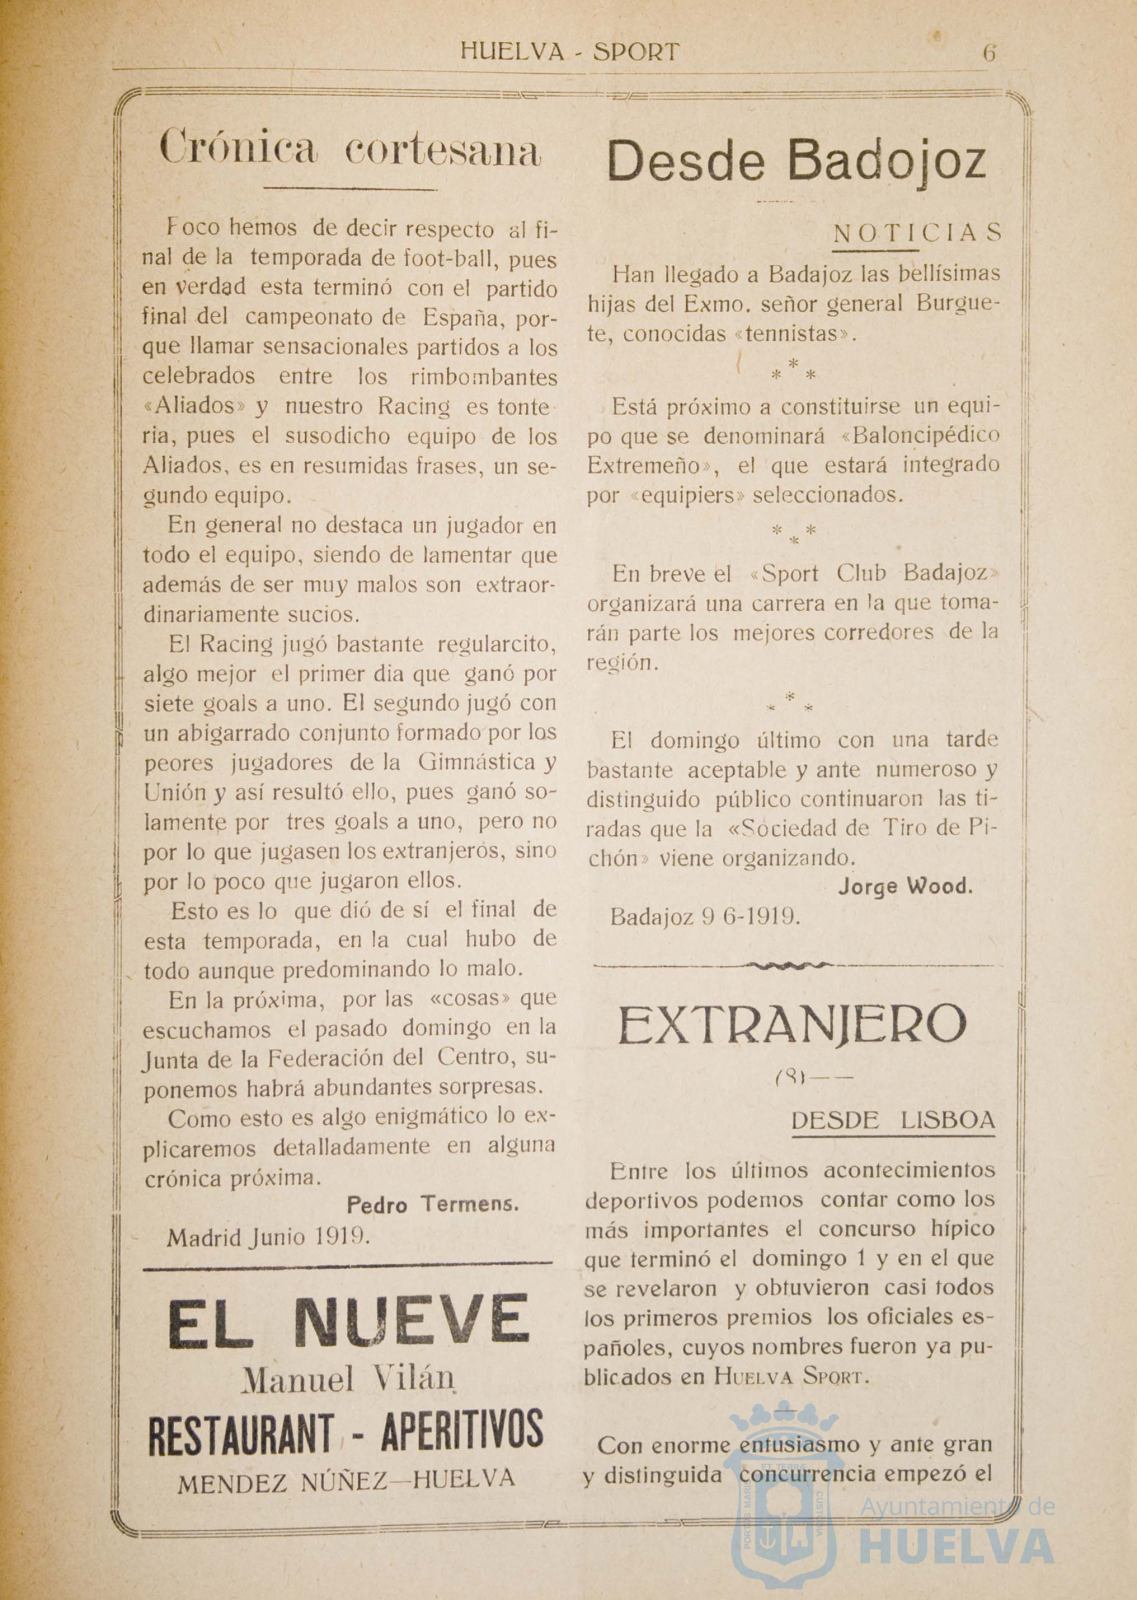 HUELVA - SPORT
6
Crónica cortesana
Foco hemos de decir respecto al fi-
nal de la temporada de foot-ball, pues
en verdad esta terminó con el partido
final del campeonato de España, por-
que llamar sensacionales partidos a los
celebrados entre los rimbombantes
«Aliados» y nuestro Racing es tonte
ria, pues el susodicho equipo de los
Aliados, es en resumidas frases, un se-
gundo equipo.
En general no destaca un jugador en
todo el equipo, siendo de lamentar que
además de ser muy malos son extraor-
dinariamente sucios.
El Racing jugó bastante regularcito,
algo mejor el primer dia que ganó por
siete goals a uno. El segundo jugó con
un abigarrado conjunto formado por los
peores jugadores de la Gimnástica y
Unión y así resultó ello, pues ganó so-
lamente por tres goals a uno, pero no
por lo que jugasen los extranjeros, sino
por lo poco que jugaron ellos.
Esto es lo que dió de sí el final de
esta temporada, en la cual hubo de
todo aunque predominando lo malo.
En la próxima, por las «cosas» que
escuchamos el pasado domingo en la
Junta de la Federación del Centro, su-
ponemos habrá abundantes sorpresas.
Como esto es algo enigmático lo ex-
plicaremos detalladamente en alguna
crónica próxima.
Pedro Termens.
Madrid Junio 1919.
EL NUEVE
Manuel Vilán
RESTAURANT - APERITIVOS
MENDEZ NÚÑEZ—HUELVA
Desde Badojoz
NOTICIAS
Han llegado a Badajoz las bellísimas
hijas del Exmo. señor general Burgue-
te, conocidas «tennistas».
* * *
Está próximo a constituirse un equi-
po que se denominará «Baloncipédico
Extremeño», el que estará integrado
por «equipiers» seleccionados.
* * *
En breve el «Sport Club Badajoz»
organizará una carrera en la que toma-
rán parte los mejores corredores de la
región.
* * *
El domingo último con una tarde
bastante aceptable y ante numeroso y
distinguido público continuaron las ti-
radas que la «Sociedad de Tiro de Pi-
chón» viene organizando.
Jorge Wood.
Badajoz 9 6-1919.
EXTRANJERO
DESDE LISBOA
Entre los últimos acontecimientos
deportivos podemos contar como los
más importantes el concurso hípico
que terminó el domingo 1 y en el que
se revelaron y obtuvieron casi todos
los primeros premios los oficiales es-
pañoles, cuyos nombres fueron ya pu-
blicados en HUELVA SPORT.
Con enorme entusiasmo y ante gran
y distinguida concurrencia empezó el
Ayuntamiento de
HUELVA